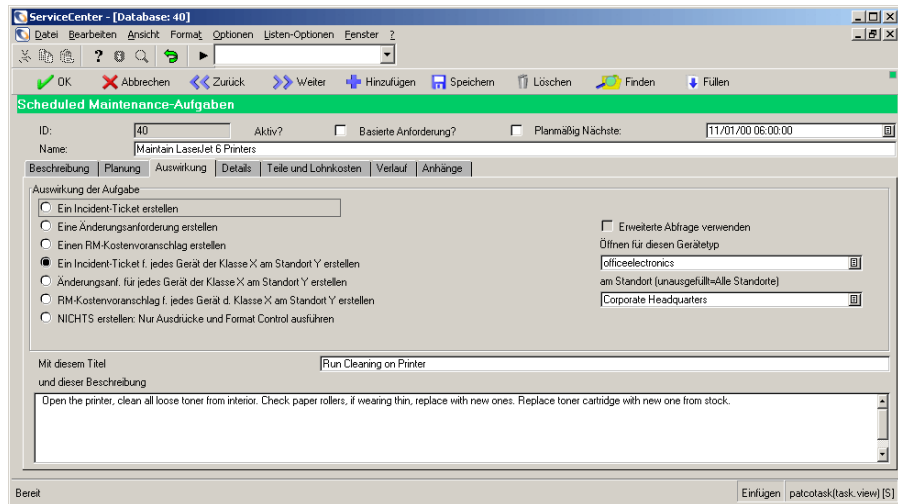 ServiceCenter - [Database: 40]
Datei Bearbeiten Ansicht Format Optionen Listen-Optionen Fenster ?
OK Abbrechen Zurück Weiter Hinzufügen Speichern Löschen Finden Füllen
Scheduled Maintenance-Aufgaben
ID: 40 Aktiv? Basierte Anforderung? Planmäßig Nächste: 11/01/00 06:00:00
Name: Maintain LaserJet 6 Printers
Beschreibung Planung Auswirkung Details Teile und Lohnkosten Verlauf Anhänge
Auswirkung der Aufgabe
Ein Incident-Ticket erstellen
Eine Änderungsanforderung erstellen
Erweiterte Abfrage verwenden
Einen RM-Kostenvoranschlag erstellen
Öffnen für diesen Gerätetyp
Ein Incident-Ticket f. jedes Gerät der Klasse X am Standort Y erstellen
officeelectronics
Änderungsanf. für jedes Gerät der Klasse X am Standort Y erstellen
am Standort (unausgefüllt=Alle Standorte)
RM-Kostenvoranschlag f. jedes Gerät d. Klasse X am Standort Y erstellen
Corporate Headquarters
NICHTS erstellen: Nur Ausdrücke und Format Control ausführen
Mit diesem Titel Run Cleaning on Printer
und dieser Beschreibung
Open the printer, clean all loose toner from interior. Check paper rollers, if wearing thin, replace with new ones. Replace toner cartridge with new one from stock.
Bereit Einfügen patcotask(task.view) [S]